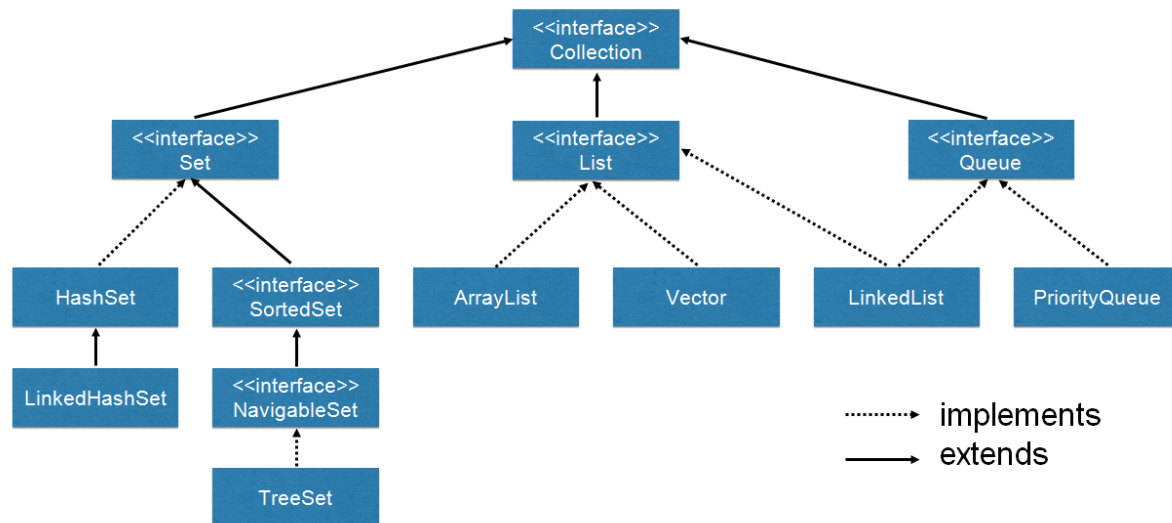 <<interface>>
Collection
<<interface>>
Set
<<interface>>
List
<<interface>>
Queue
HashSet
<<interface>>
SortedSet
ArrayList
Vector
LinkedList
PriorityQueue
LinkedHashSet
<<interface>>
NavigableSet
TreeSet
implements
extends